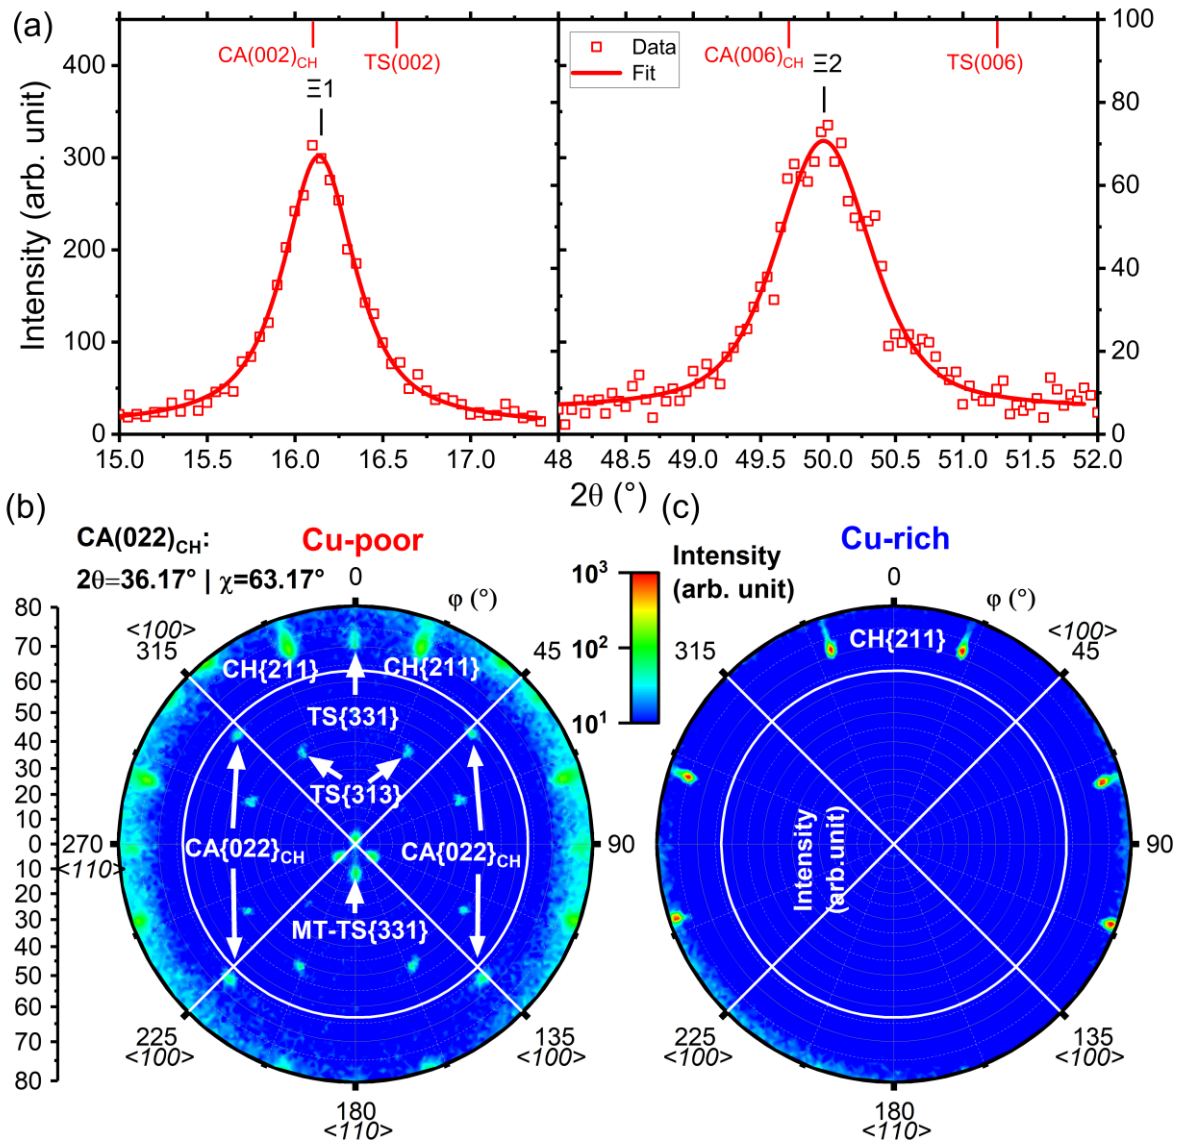 (a)
CA(002)CH
TS(002)
Ξ1
Data
Fit
CA(006)CH
Ξ2
TS(006)
Intensity (arb. unit)
400
300
200
100
0
100
80
60
40
20
0
15.0 15.5 16.0 16.5 17.0 48 48.5 49.0 49.5 50.0 50.5 51.0 51.5 52.0
2θ (°)
(b)
CA(022)CH:
2θ=36.17° | χ=63.17°
Cu-poor
0
φ (°)
<100>
315
45
80
70
60
50
40
30
20
10
0
10
20
30
40
50
60
70
80
CH{211}
CH{211}
TS{331}
TS{313}
CA{022}CH
CA{022}CH
MT-TS{331}
270
<110>
90
225
<100>
135
<100>
180
<110>
Intensity
(arb. unit)
10³
10²
10¹
(c)
Cu-rich
0
φ (°)
<100>
45
315
CH{211}
Intensity
(arb.unit)
90
225
<100>
135
<100>
180
<110>